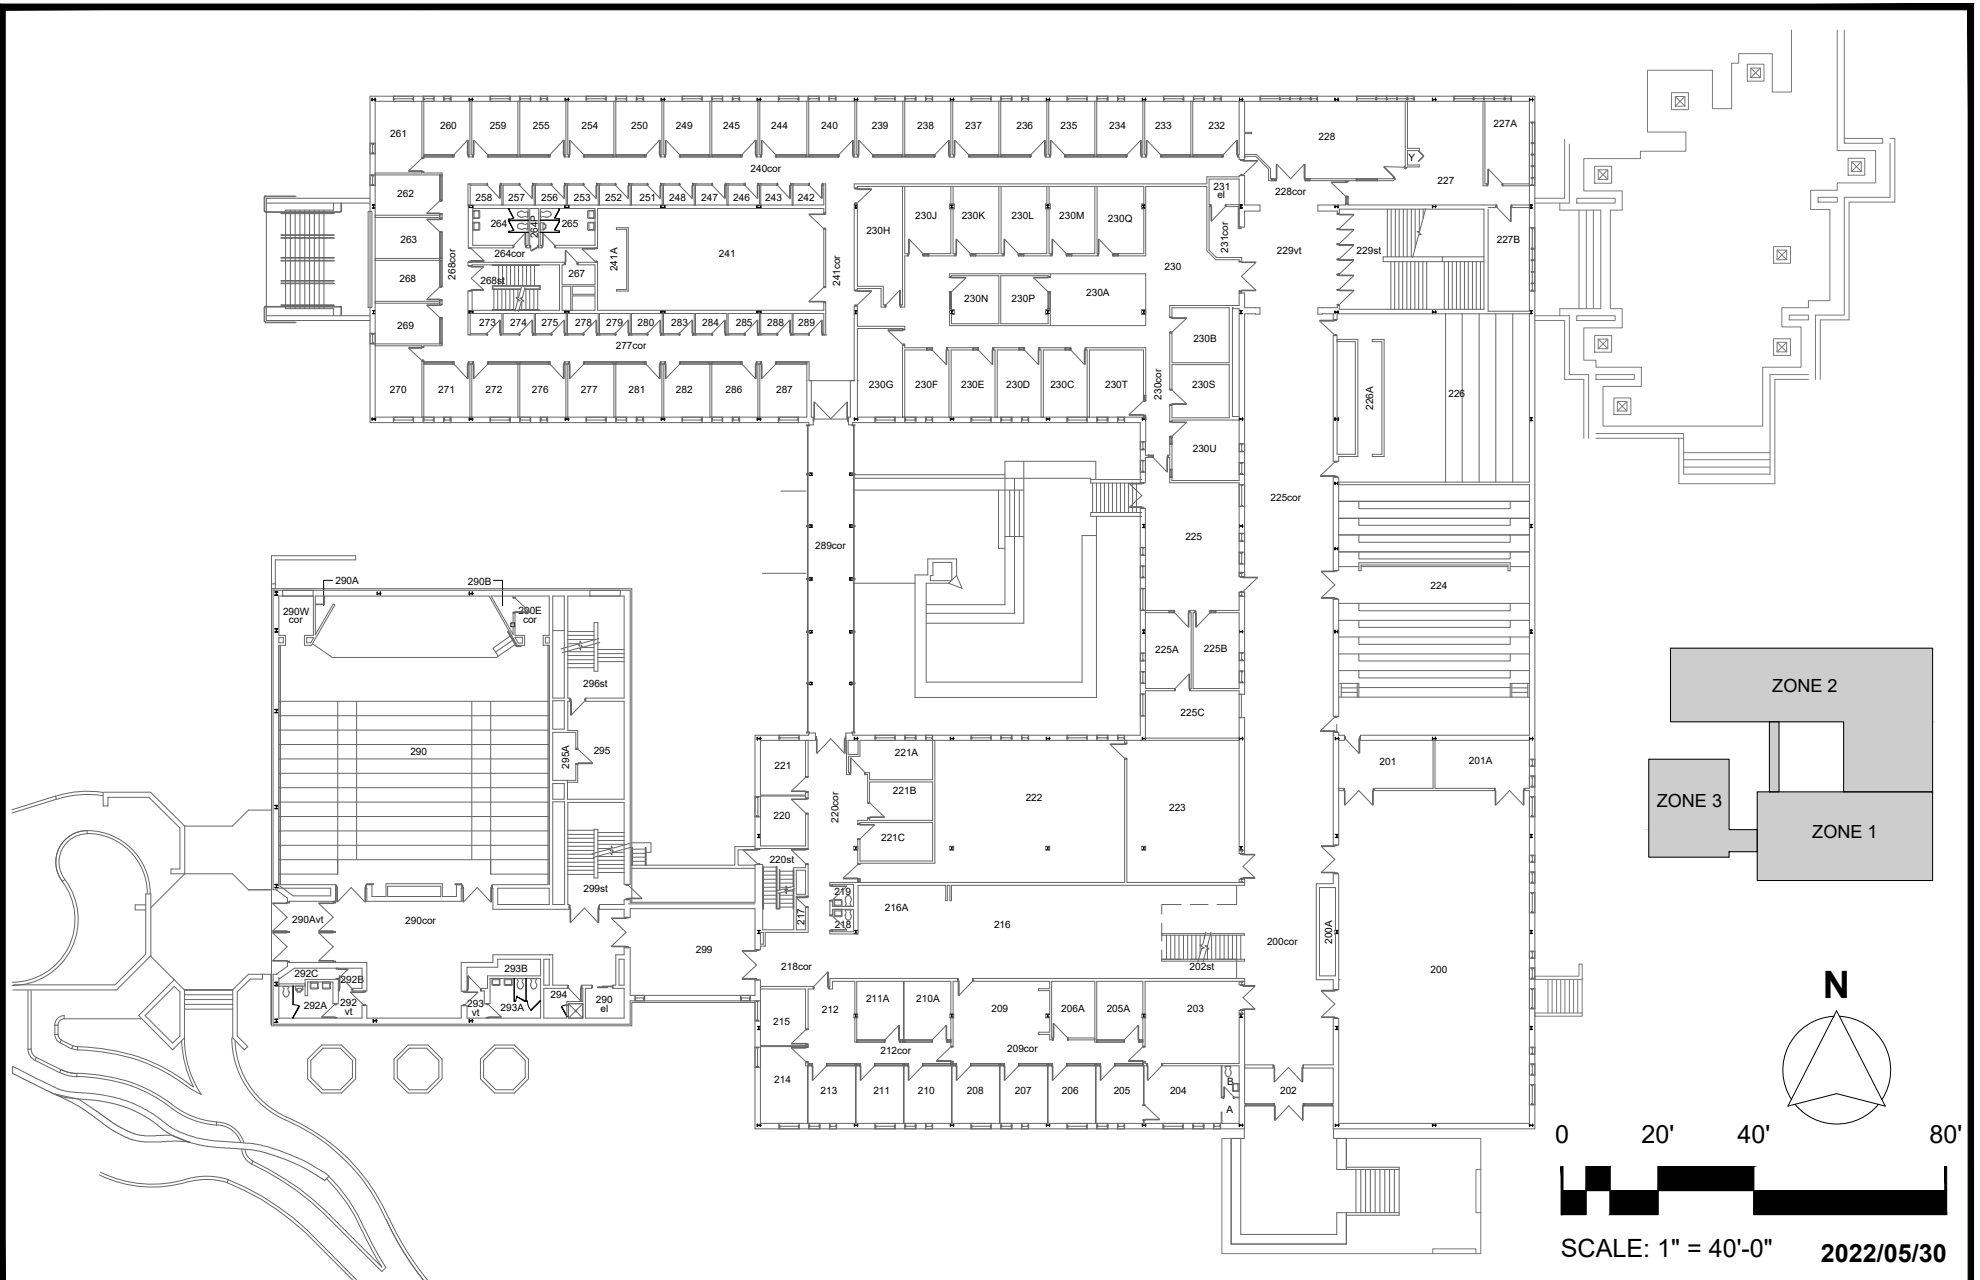 261 260 259 255 254 250 249 245 244 240 239 238 237 236 235 234 233 232 228 227A
Y
227
240cor
262 258 257 256 253 252 251 248 247 246 243 242
231
el
228cor
264 264P 265
230H 230J 230K 230L 230M 230Q
231cor
227B
263
268cor
264cor
241A
241
241cor
230
229vt
229st
268 268st 267
230N 230P 230A
269 273 274 275 278 279 280 283 284 285 288 289
277cor
230B
270 271 272 276 277 281 282 286 287
230G 230F 230E 230D 230C 230T
230cor
230S
226A
226
230U
225cor
225
289cor
224
290A
290B
290W
cor
290E
cor
225A 225B
296st
ZONE 2
225C
290
295A
295
221
221A
201 201A
221B
222
223
ZONE 3
ZONE 1
220
220cor
221C
220st
299st
219
217
218
216A
216
290Avt
290cor
200A
200cor
299
218cor
202st
200
292C
292B
293B
292A
292
vt
293
vt
293A
294
290
el
215
212
211A 210A
209
206A 205A
203
N
212cor
209cor
214 213 211 210 208 207 206 205 204
B
A
202
0 20' 40' 80'
SCALE: 1" = 40'-0"
2022/05/30